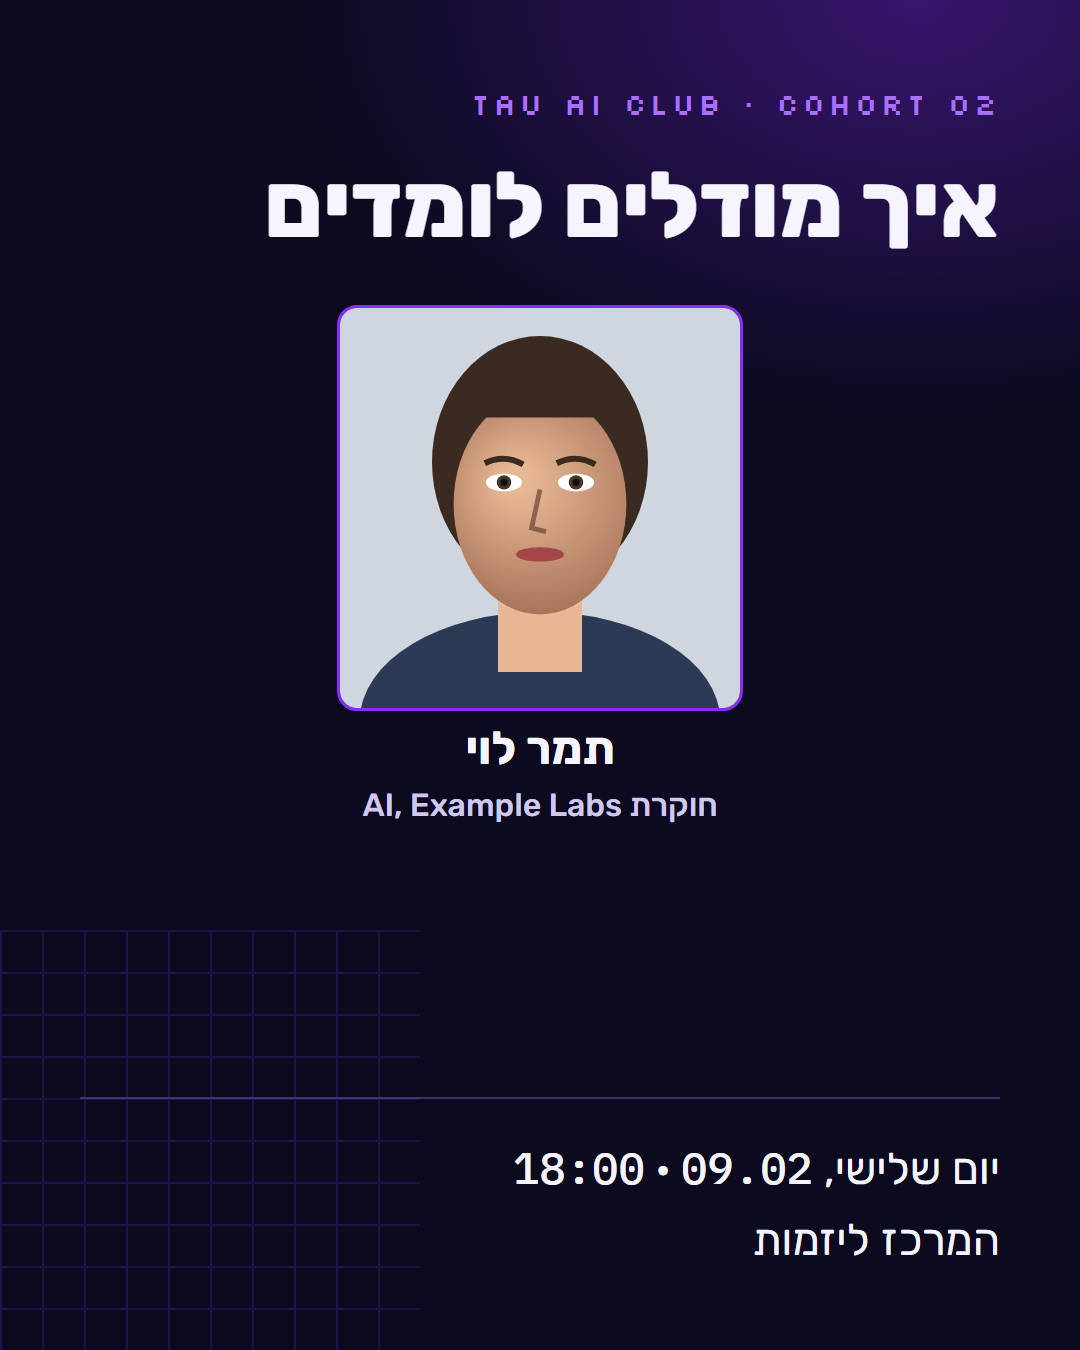 TAU AI CLUB · COHORT 02
איך מודלים לומדים
תמר לוי
חוקרת AI, Example Labs
יום שלישי, 09.02 • 18:00
המרכז ליזמות